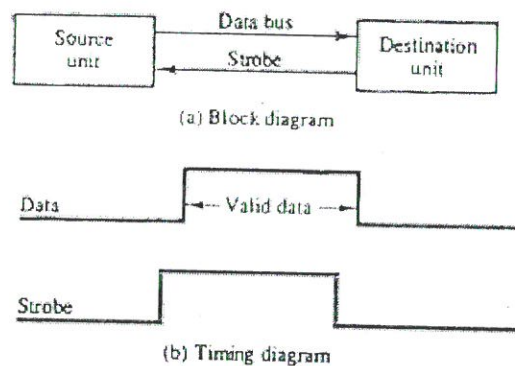 Data bus
Source unit
Destination unit
Strobe
(a) Block diagram
Data
Valid data
Strobe
(b) Timing diagram